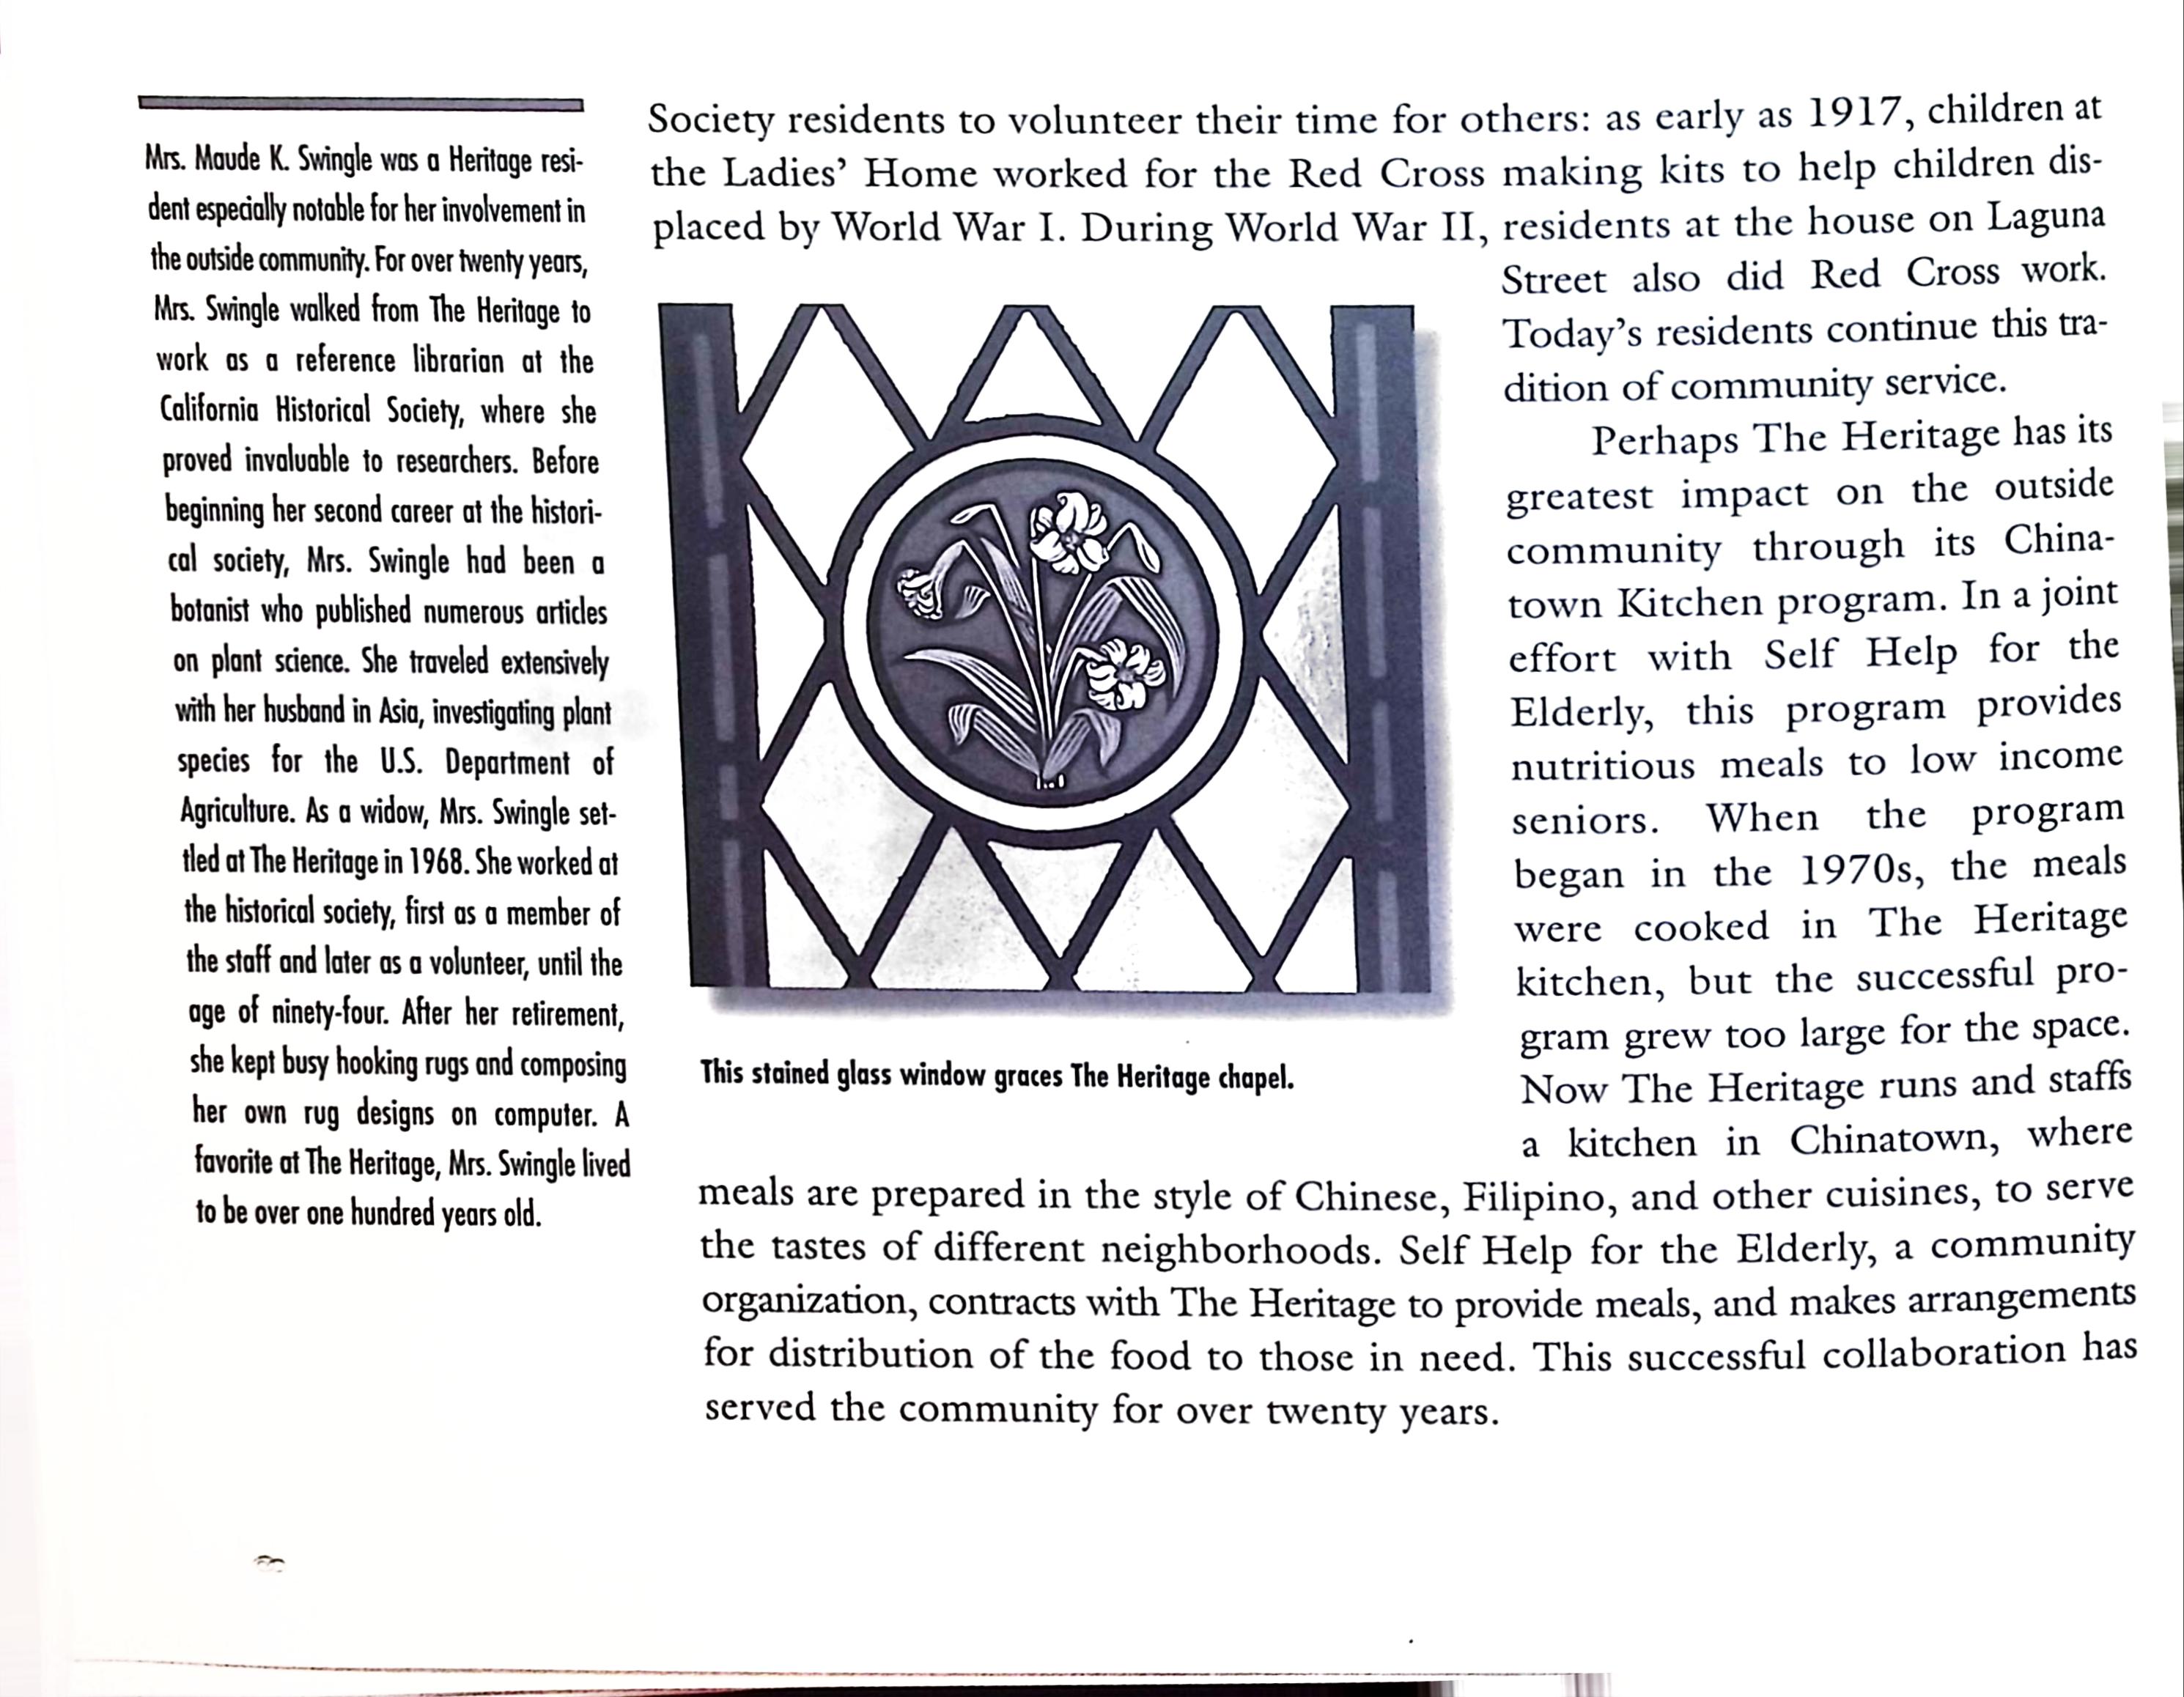 Mrs. Maude K. Swingle was a Heritage resi-
dent especially notable for her involvement in
the outside community. For over twenty years,
Mrs. Swingle walked from The Heritage to
work as a reference librarian at the
California Historical Society, where she
proved invaluable to researchers. Before
beginning her second career at the histori-
cal society, Mrs. Swingle had been a
botanist who published numerous articles
on plant science. She traveled extensively
with her husband in Asia, investigating plant
species for the U.S. Department of
Agriculture. As a widow, Mrs. Swingle set-
tled at The Heritage in 1968. She worked at
the historical society, first as a member of
the staff and later as a volunteer, until the
age of ninety-four. After her retirement,
she kept busy hooking rugs and composing
her own rug designs on computer. A
favorite at The Heritage, Mrs. Swingle lived
to be over one hundred years old.
Society residents to volunteer their time for others: as early as 1917, children at
the Ladies' Home worked for the Red Cross making kits to help children dis-
placed by World War I. During World War II, residents at the house on Laguna
Street also did Red Cross work.
Today's residents continue this tra-
dition of community service.
Perhaps The Heritage has its
greatest impact on the outside
community through its China-
town Kitchen program. In a joint
effort with Self Help for the
Elderly, this program provides
nutritious meals to low income
seniors. When the program
began in the 1970s, the meals
were cooked in The Heritage
kitchen, but the successful pro-
gram grew too large for the space.
Now The Heritage runs and staffs
a kitchen in Chinatown, where
meals are prepared in the style of Chinese, Filipino, and other cuisines, to serve
the tastes of different neighborhoods. Self Help for the Elderly, a community
organization, contracts with The Heritage to provide meals, and makes arrangements
for distribution of the food to those in need. This successful collaboration has
served the community for over twenty years.
This stained glass window graces The Heritage chapel.